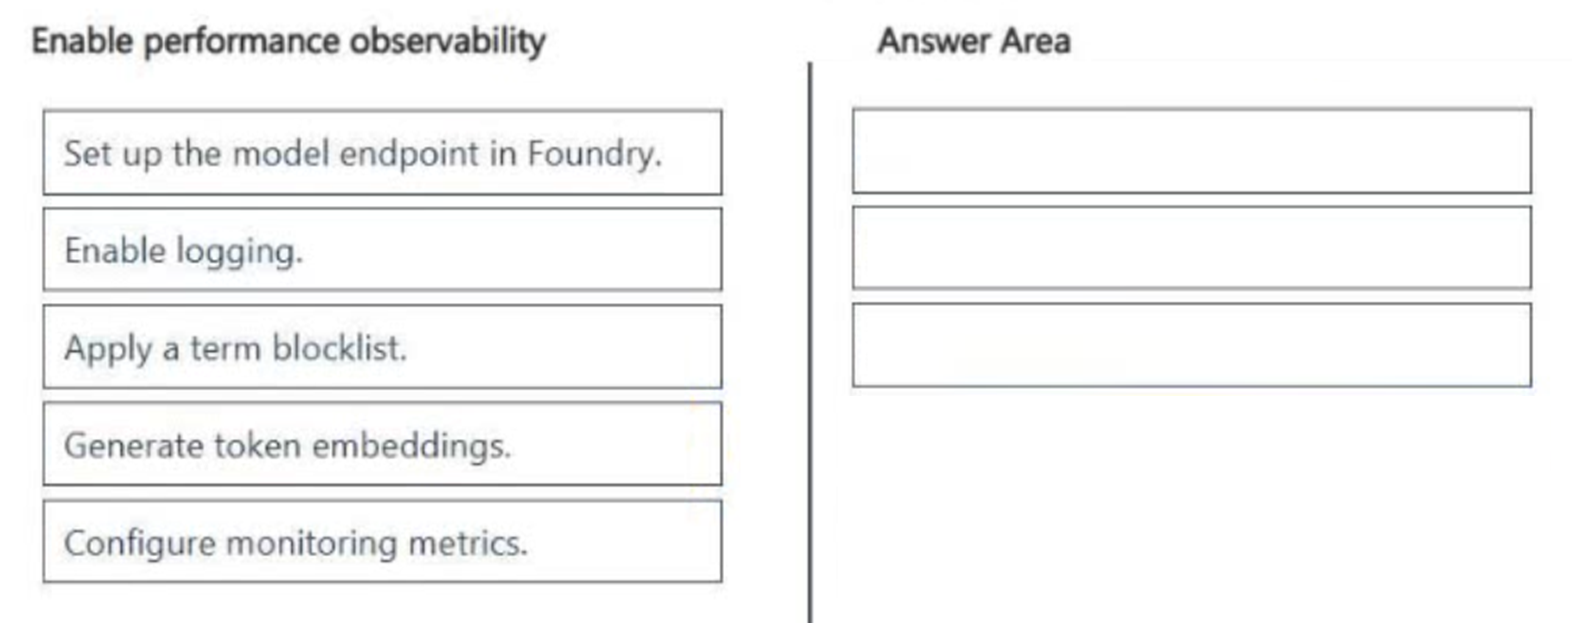 Enable performance observability
Answer Area
Set up the model endpoint in Foundry.
Enable logging.
Apply a term blocklist.
Generate token embeddings.
Configure monitoring metrics.